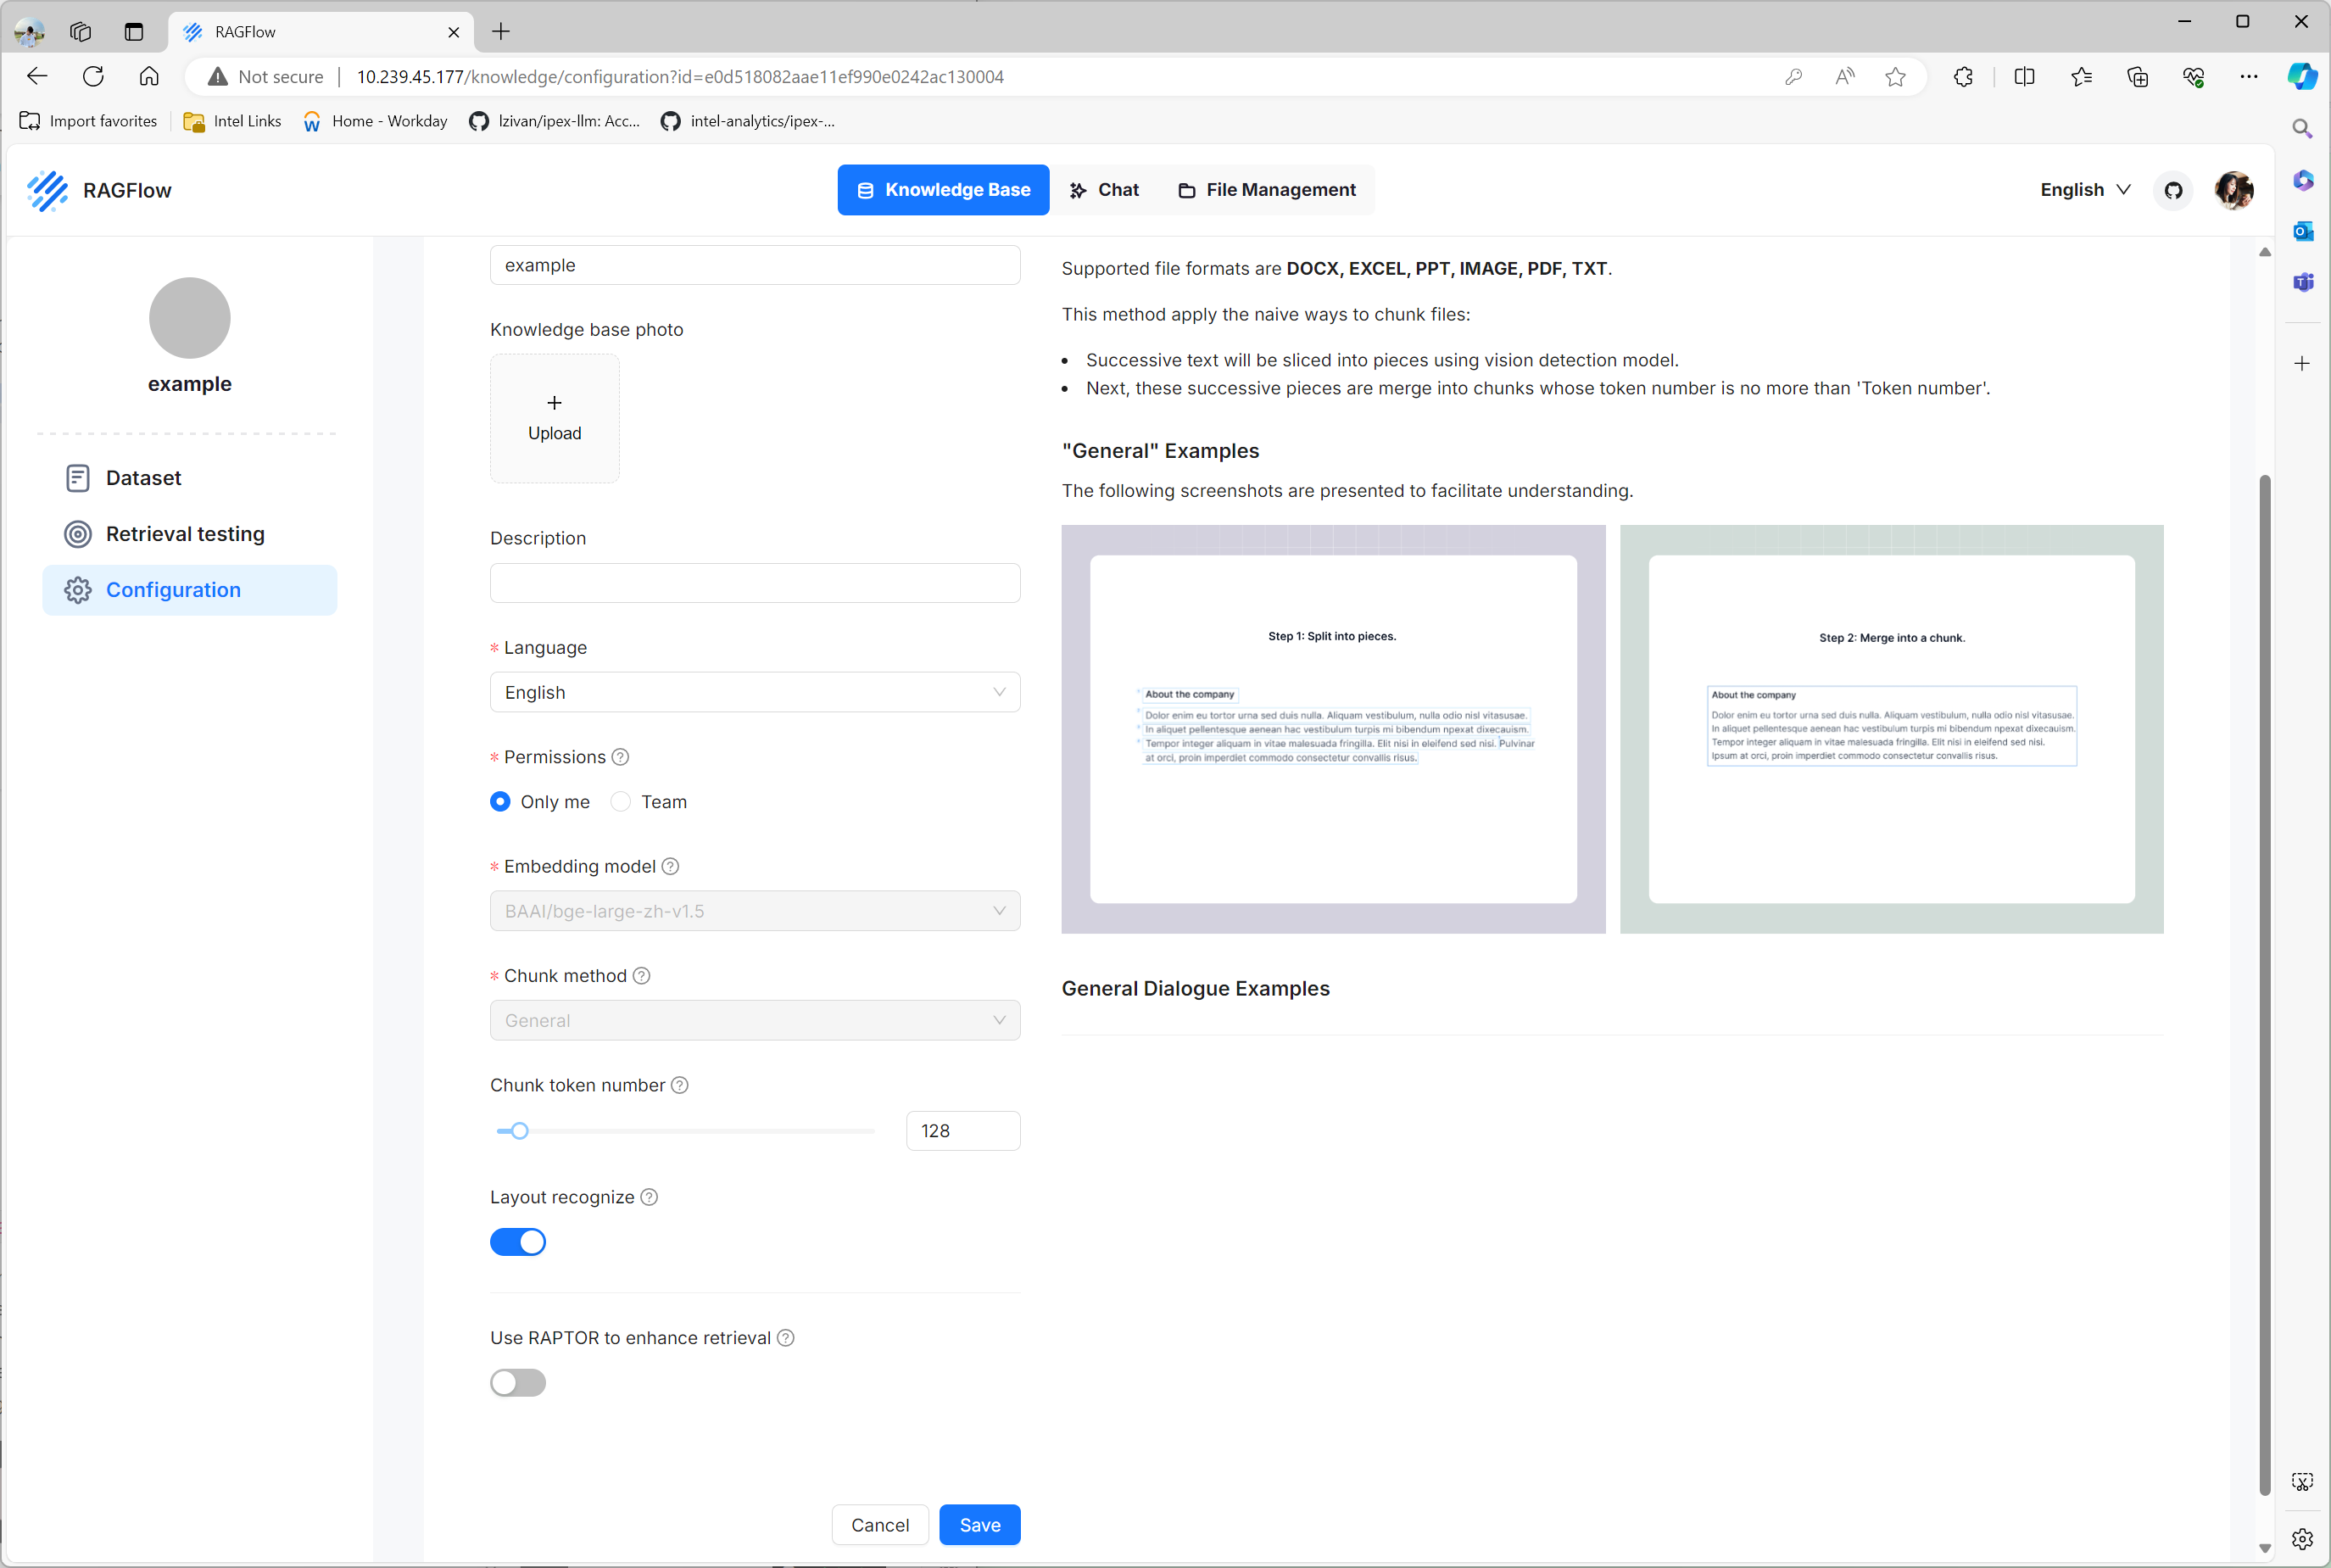 RAGFlow
Not secure
10.239.45.177/knowledge/configuration?id=e0d518082aae11ef990e0242ac130004
Import favorites
Intel Links
Home - Workday
lzivan/ipex-llm: Acc...
intel-analytics/ipex-...
RAGFlow
Knowledge Base
Chat
File Management
English
example
Dataset
Retrieval testing
Configuration
example
Knowledge base photo
+
Upload
Description
* Language
English
* Permissions
Only me
Team
* Embedding model
BAAI/bge-large-zh-v1.5
* Chunk method
General
Chunk token number
128
Layout recognize
Use RAPTOR to enhance retrieval
Cancel
Save
Supported file formats are DOCX, EXCEL, PPT, IMAGE, PDF, TXT.
This method apply the naive ways to chunk files:
• Successive text will be sliced into pieces using vision detection model.
• Next, these successive pieces are merge into chunks whose token number is no more than 'Token number'.
"General" Examples
The following screenshots are presented to facilitate understanding.
Step 1: Split into pieces.
About the company
Dolor enim eu tortor urna sed duis nulla. Aliquam vestibulum, nulla odio nisl vitasusae.
In aliquet pellentesque aenean hac vestibulum turpis mi bibendum npexat dixecauism.
Tempor integer aliquam in vitae malesuada fringilla. Elit nisi in eleifend sed nisi. Pulvinar
at orci, proin imperdiet commodo consectetur convallis risus.
Step 2: Merge into a chunk.
About the company
Dolor enim eu tortor urna sed duis nulla. Aliquam vestibulum, nulla odio nisl vitasusae.
In aliquet pellentesque aenean hac vestibulum turpis mi bibendum npexat dixecauism.
Tempor integer aliquam in vitae malesuada fringilla. Elit nisi in eleifend sed nisi.
Ipsum at orci, proin imperdiet commodo consectetur convallis risus.
General Dialogue Examples